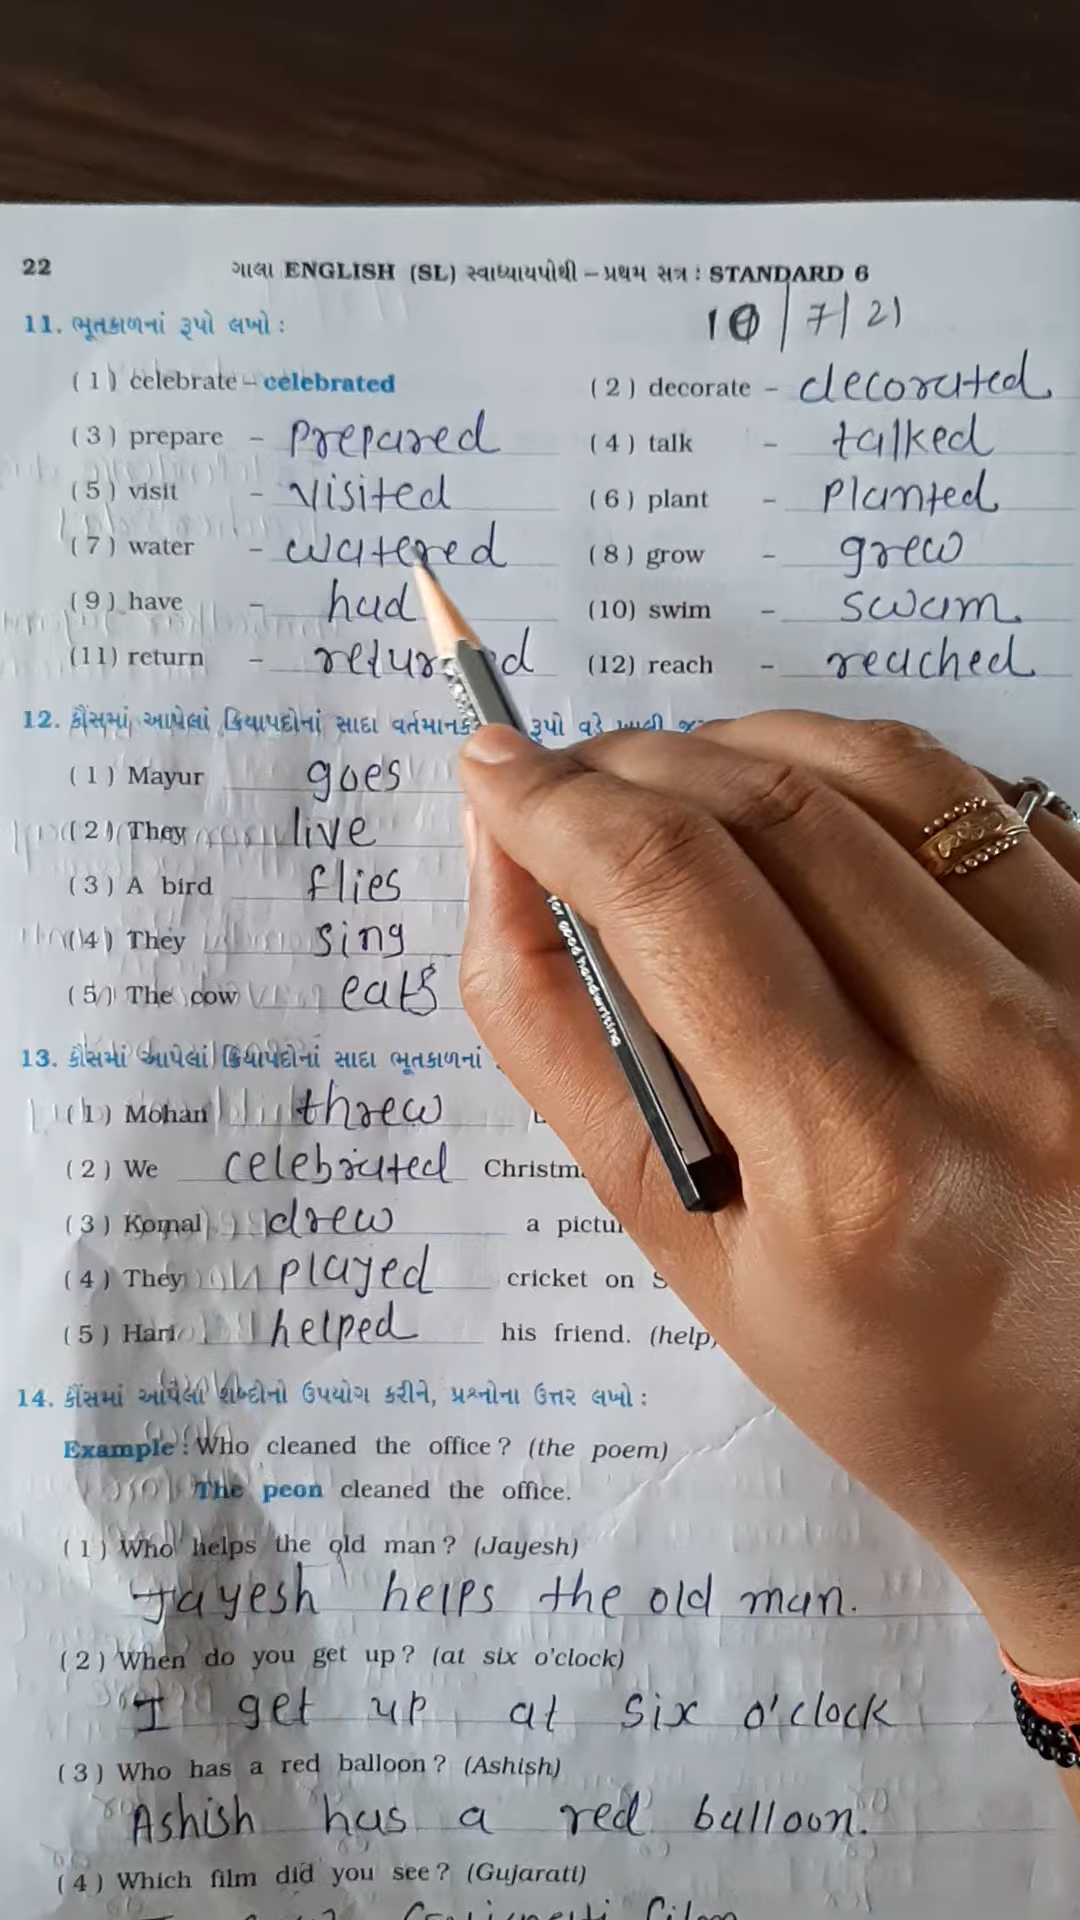 22 ગાલા ENGLISH (SL) સ્વાધ્યાયપોથી – પ્રથમ સત્ર : STANDARD 6
10/7/21
11. ભૂતકાળનાં રૂપો લખો :
(1) celebrate – celebrated (2) decorate – decorated
(3) prepare – prepared (4) talk – talked
(5) visit – visited (6) plant – planted
(7) water – watered (8) grow – grew
(9) have – had (10) swim – swam
(11) return – (12) reach – reached
12. કૌંસમાં આપેલાં ક્રિયાપદોનાં સાદા રૂપો વડે
(1) Mayur goes
(2) They live
(3) A bird flies
(4) They sing
(5) The cow eats
13. કૌંસમાં આપેલાં ક્રિયાપદોનાં સાદા ભૂતકાળનાં
(1) Mohan threw
(2) We celebrated
(3) Komal drew a
(4) They played cricket on
(5) Hari helped his friend. (help)
14. કૌંસમાં આપેલા શબ્દોનો ઉપયોગ કરીને, પ્રશ્નોના ઉત્તર લખો :
Example : Who cleaned the office ? (the poem)
The peon cleaned the office.
(1) Who helps the old man ? (Jayesh)
Jayesh helps the old man.
(2) When do you get up ? (at six o'clock)
I get up at six o'clock
(3) Who has a red balloon ? (Ashish)
Ashish has a red balloon.
(4) Which film did you see ? (Gujarati)
for good handwriting